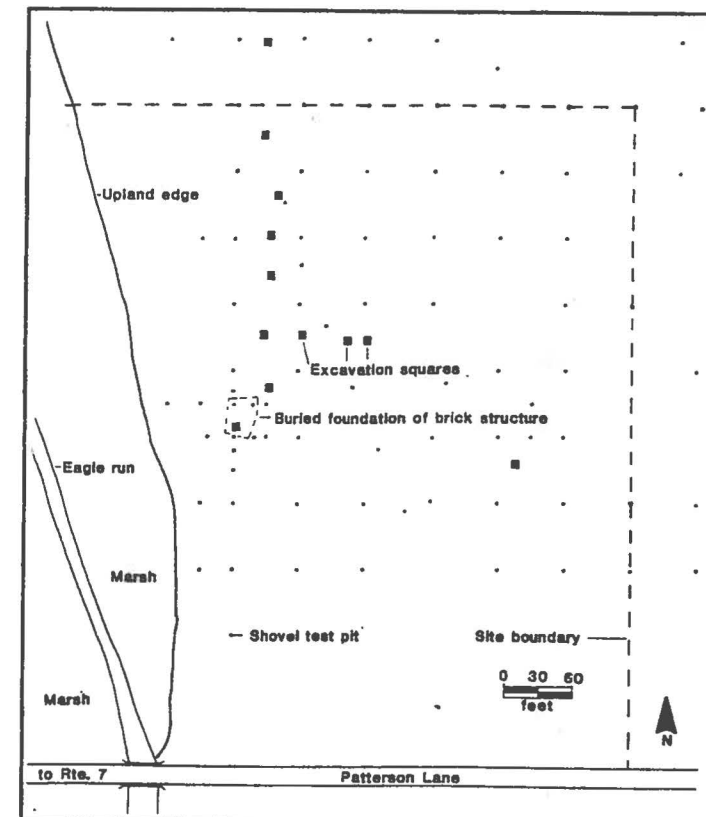 Upland edge
Excavation squares
Buried foundation of brick structure
Eagle run
Marsh
Shovel test pit
Site boundary
0 30 60
feet
Marsh
N
to Rte. 7
Patterson Lane